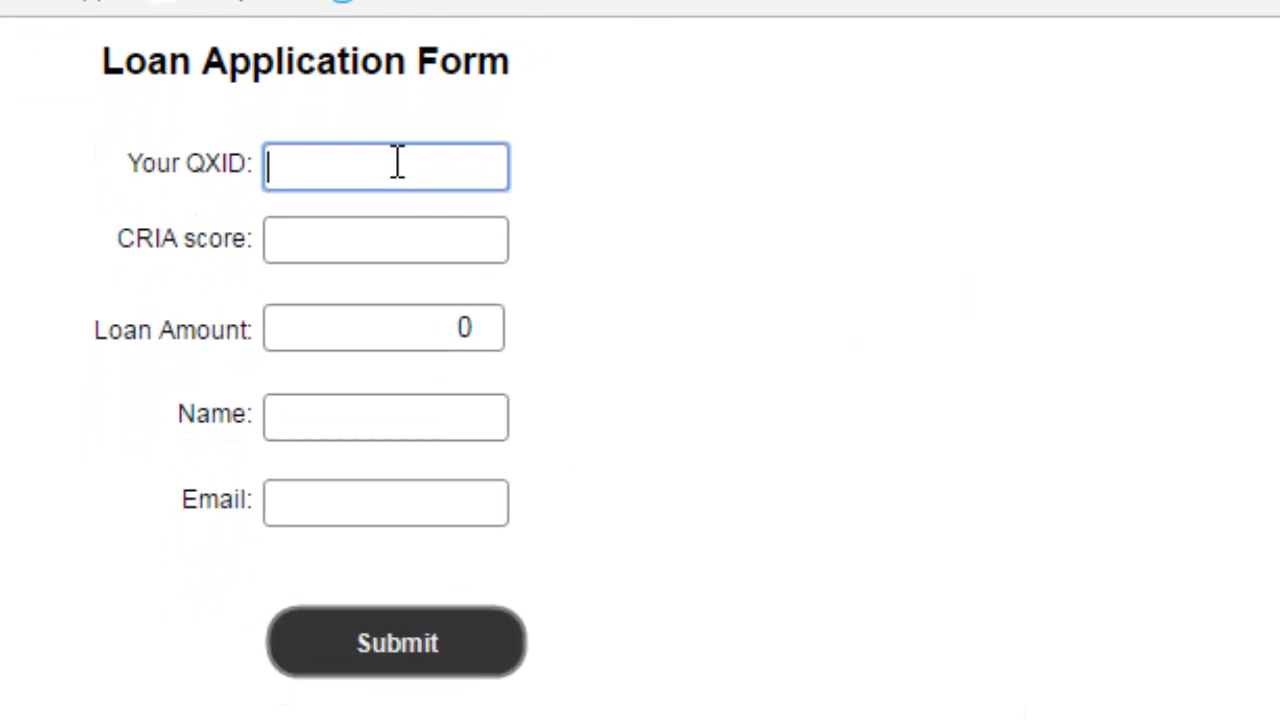 Loan Application Form
Your QXID:
CRIA score:
Loan Amount: 0
Name:
Email:
Submit